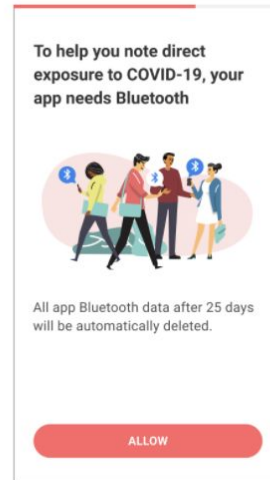 To help you note direct
exposure to COVID-19, your
app needs Bluetooth
All app Bluetooth data after 25 days
will be automatically deleted.
ALLOW